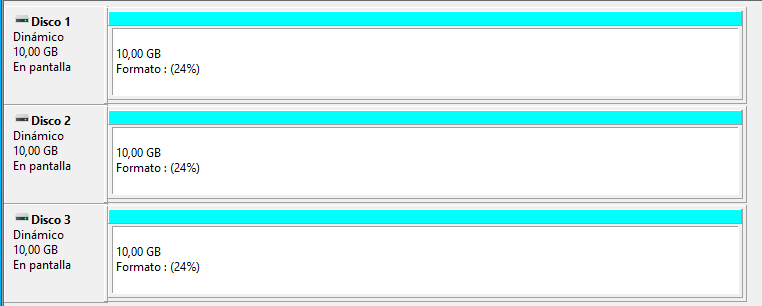 Disco 1
Dinámico
10,00 GB
En pantalla
10,00 GB
Formato : (24%)
Disco 2
Dinámico
10,00 GB
En pantalla
10,00 GB
Formato : (24%)
Disco 3
Dinámico
10,00 GB
En pantalla
10,00 GB
Formato : (24%)